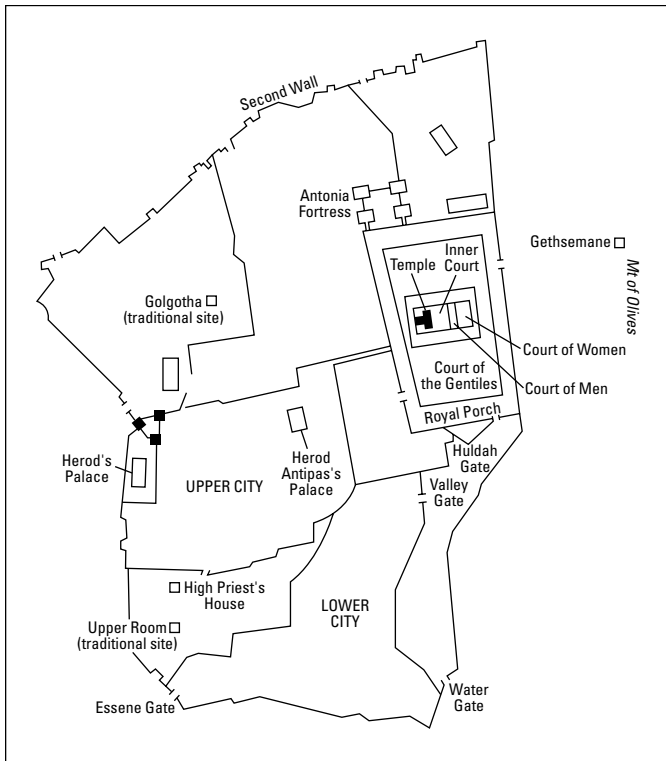 Second Wall
Antonia
Fortress
Gethsemane
Mt of Olives
Inner
Court
Temple
Golgotha
(traditional site)
Court of Women
Court of
the Gentiles
Court of Men
Royal Porch
Huldah
Gate
Herod's
Palace
UPPER CITY
Herod
Antipas's
Palace
Valley
Gate
High Priest's
House
LOWER
CITY
Upper Room
(traditional site)
Essene Gate
Water
Gate